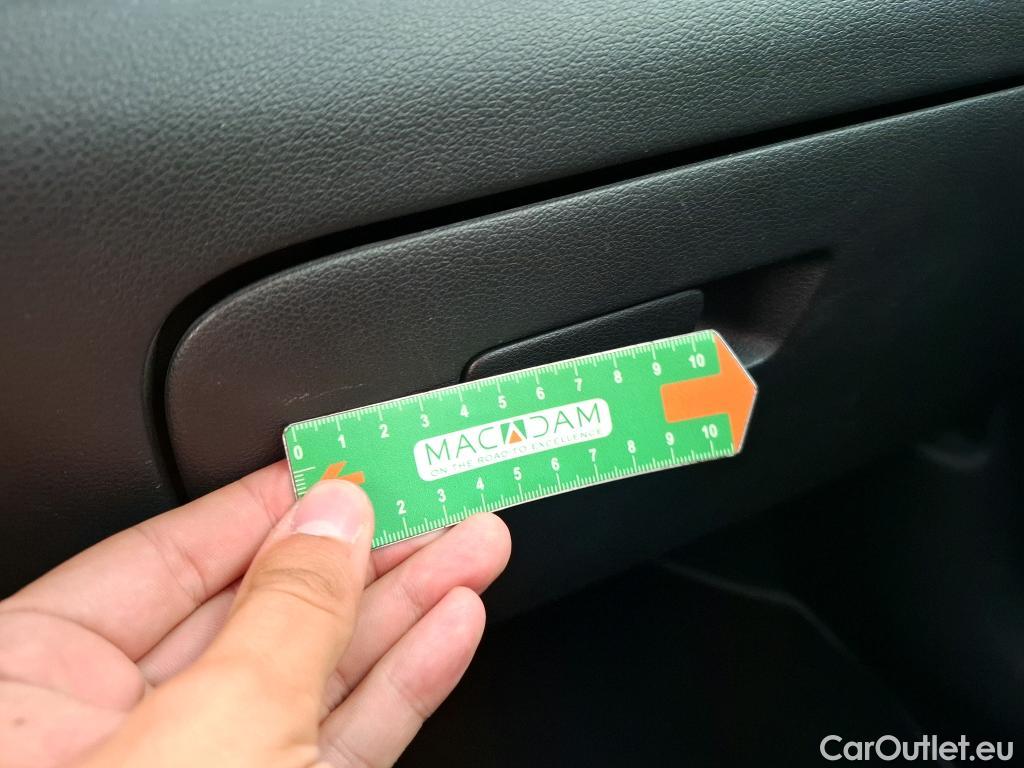 0 1 2 3 4 5 6 7 8 9 10
MACADAM
ON THE ROAD TO EXCELLENCE
2 3 4 5 6 7 8 9 10
CarOutlet.eu